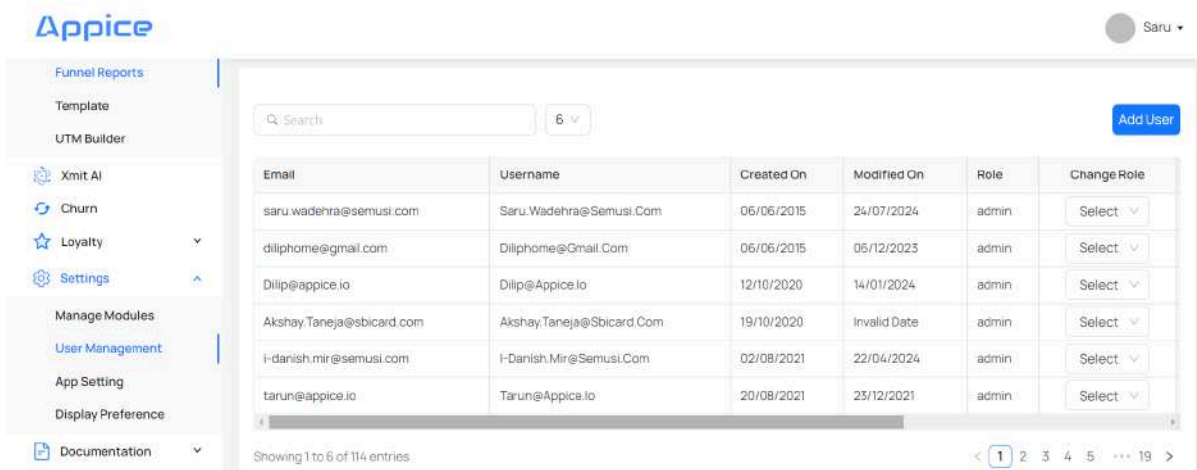 Appice
Saru
Funnel Reports
Template
UTM Builder
Xmit AI
Churn
Loyalty
Settings
Manage Modules
User Management
App Setting
Display Preference
Documentation
Search
6
Add User
Email Username Created On Modified On Role Change Role
saru.wadehra@semusi.com Saru.Wadehra@Semusi.Com 06/06/2015 24/07/2024 admin Select
diliphome@gmail.com Diliphome@Gmail.Com 06/06/2015 06/12/2023 admin Select
Dilip@appice.io Dilip@Appice.Io 12/10/2020 14/01/2024 admin Select
Akshay.Taneja@sbicard.com Akshay.Taneja@Sbicard.Com 19/10/2020 Invalid Date admin Select
i-danish.mir@semusi.com I-Danish.Mir@Semusi.Com 02/08/2021 22/04/2024 admin Select
tarun@appice.io Tarun@Appice.Io 20/08/2021 23/12/2021 admin Select
Showing 1 to 6 of 114 entries
< 1 2 3 4 5 ••• 19 >